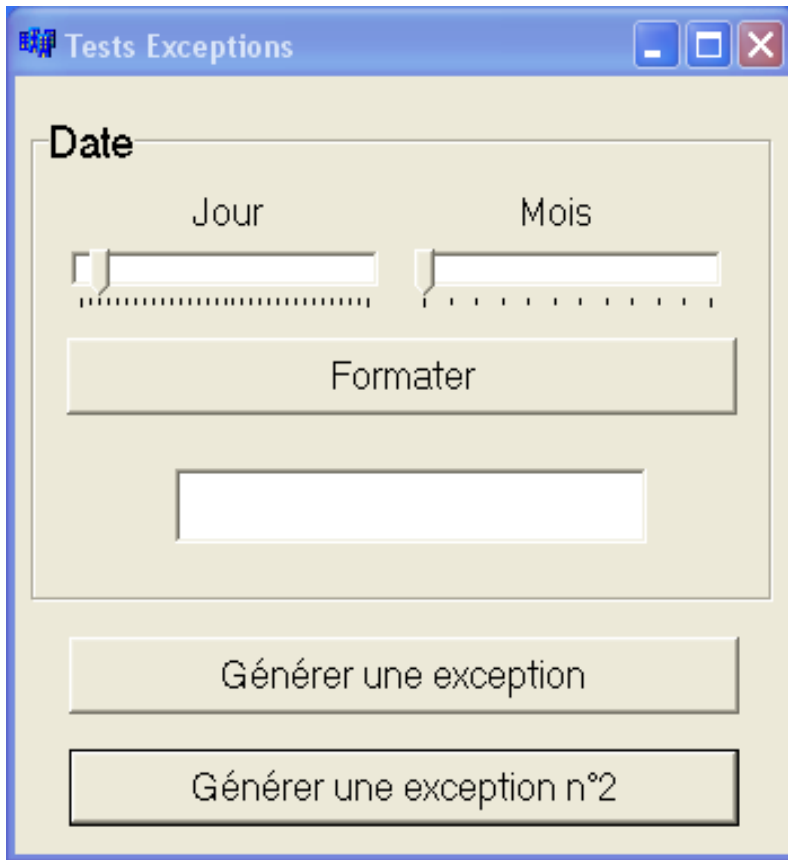 Tests Exceptions
Date
Jour Mois
Formater
Générer une exception
Générer une exception n°2